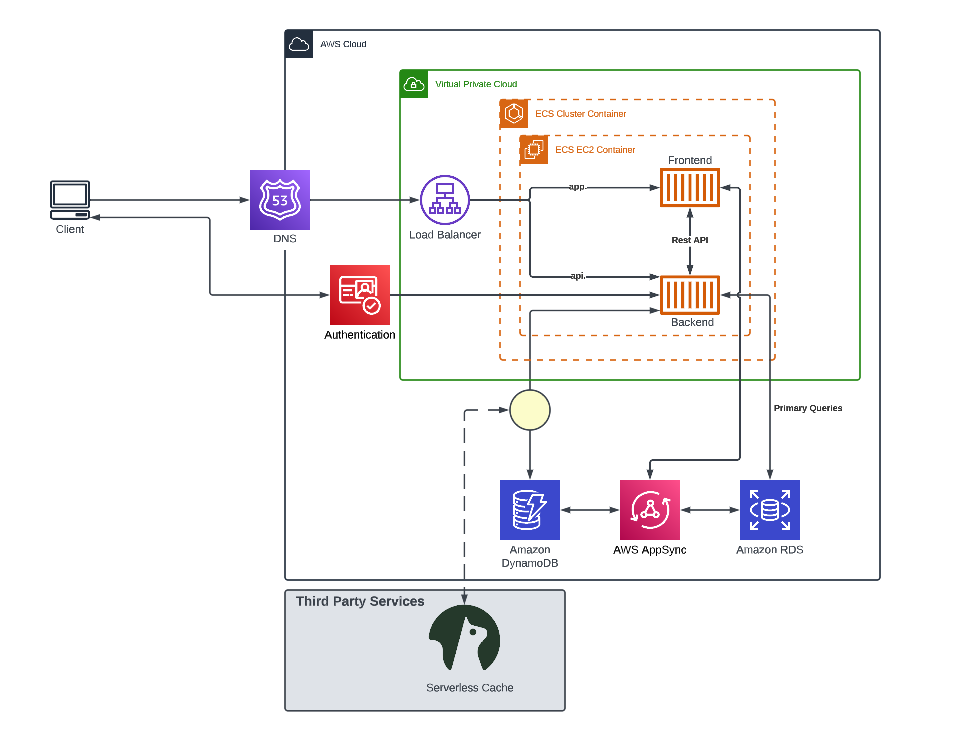 AWS Cloud
Virtual Private Cloud
ECS Cluster Container
ECS EC2 Container
Frontend
app.
53
Client
DNS
Load Balancer
Rest API
api.
Backend
Authentication
Primary Queries
Amazon
DynamoDB
AWS AppSync
Amazon RDS
Third Party Services
Serverless Cache